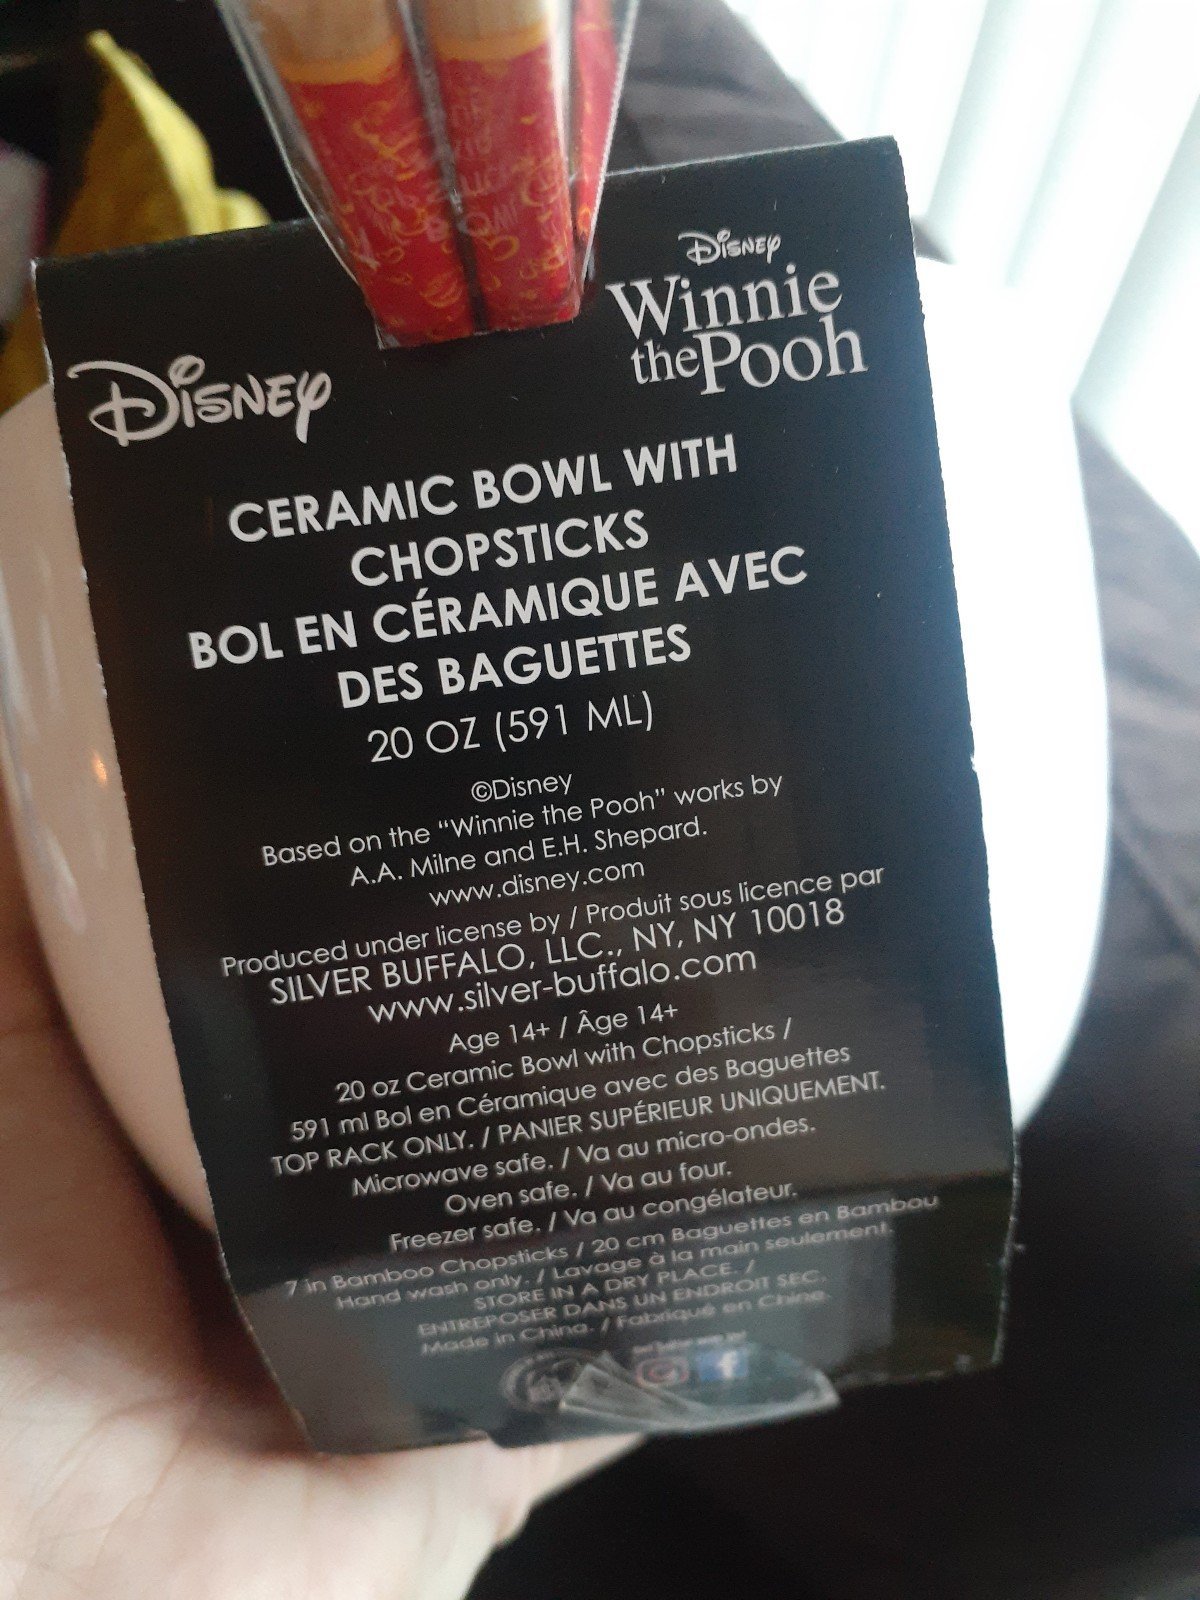 Disney
Winnie
the Pooh
Disney
CERAMIC BOWL WITH
CHOPSTICKS
BOL EN CÉRAMIQUE AVEC
DES BAGUETTES
20 OZ (591 ML)
©Disney
Based on the “Winnie the Pooh” works by
A.A. Milne and E.H. Shepard.
www.disney.com
Produced under license by / Produit sous licence par
SILVER BUFFALO, LLC., NY, NY 10018
www.silver-buffalo.com
Age 14+ / Âge 14+
20 oz Ceramic Bowl with Chopsticks /
591 ml Bol en Céramique avec des Baguettes
TOP RACK ONLY. / PANIER SUPÉRIEUR UNIQUEMENT.
Microwave safe. / Va au micro-ondes.
Oven safe. / Va au four.
Freezer safe. / Va au congélateur.
7 in Bamboo Chopsticks / 20 cm Baguettes en Bambou
Hand wash only. / Lavage à la main seulement.
STORE IN A DRY PLACE. /
ENTREPOSER DANS UN ENDROIT SEC.
Made in China. / Fabriqué en Chine.